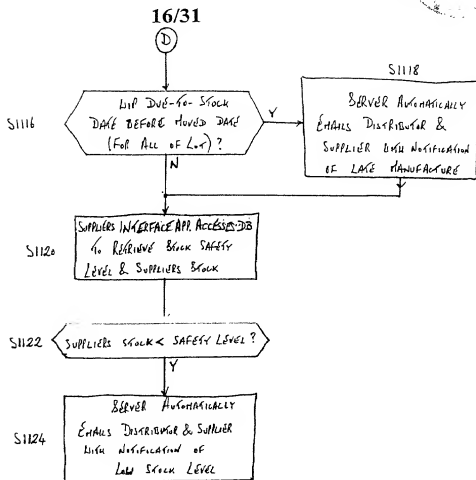 16/31
D
S1116
WIP DUE-TO-STOCK
DATE BEFORE MOVED DATE
(FOR ALL OF LOT)?
Y
N
S1118
SERVER AUTOMATICALLY
EMAILS DISTRIBUTOR &
SUPPLIER WITH NOTIFICATION
OF LATE MANUFACTURE
S1120
SUPPLIERS INTERFACE APP. ACCESSES DB
TO RETRIEVE STOCK SAFETY
LEVEL & SUPPLIERS STOCK
S1122
SUPPLIERS STOCK < SAFETY LEVEL?
Y
S1124
SERVER AUTOMATICALLY
EMAILS DISTRIBUTOR & SUPPLIER
WITH NOTIFICATION OF
LOW STOCK LEVEL